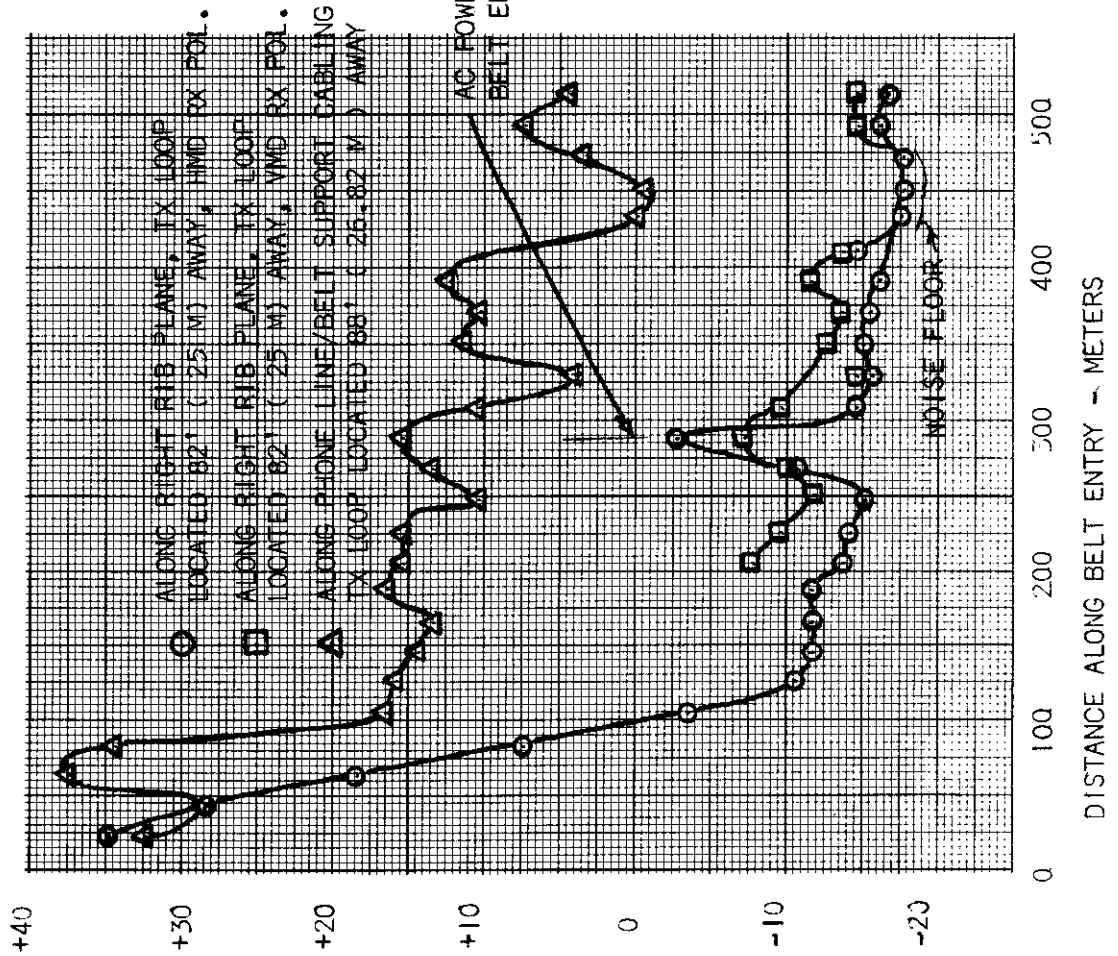 ALONG RIGHT RIB PLANE, TX LOOP
LOCATED 82' ( 25 M) AWAY, HMD RX POL.
ALONG RIGHT RIB PLANE, TX LOOP
LOCATED 82' ( 25 M) AWAY, VMD RX POL.
ALONG PHONE LINE/BELT SUPPORT CABLING
TX LOOP LOCATED 88' ( 26.82 M ) AWAY
AC POWE
BELT EN
NOISE FLOOR
+40
+30
+20
+10
0
-10
-20
0
100
200
300
400
500
DISTANCE ALONG BELT ENTRY - METERS